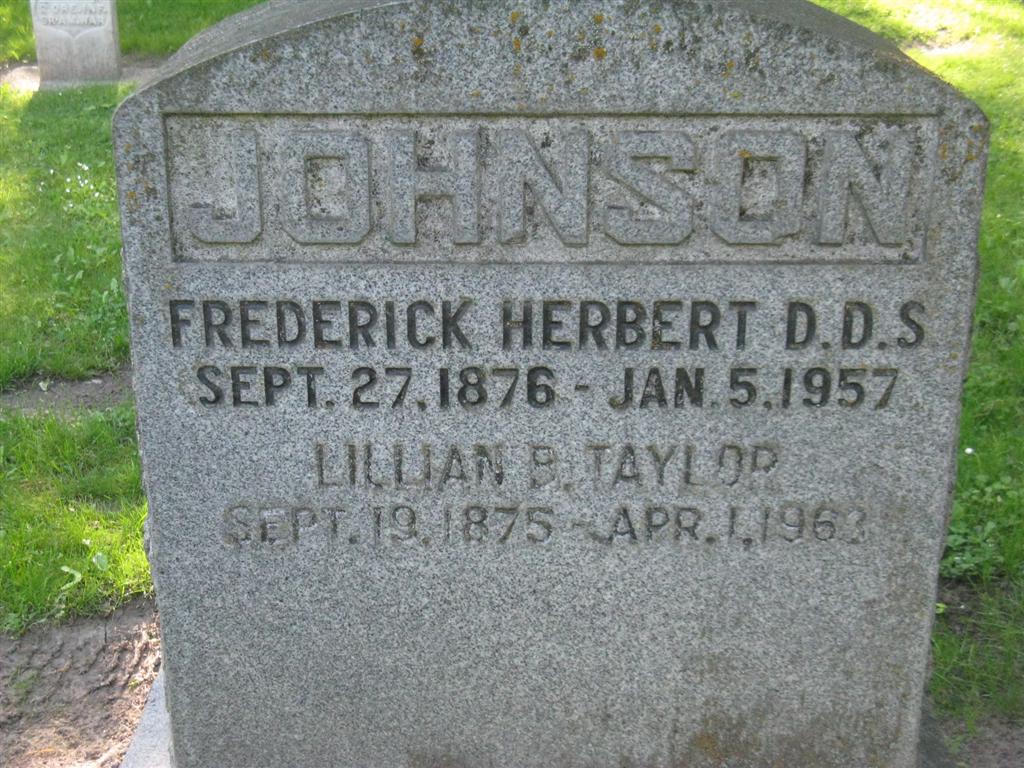 JOHNSON
FREDERICK HERBERT D.D.S
SEPT. 27, 1876 - JAN. 5, 1957
LILLIAN B. TAYLOR
SEPT. 19, 1875 - APR. 1, 1963